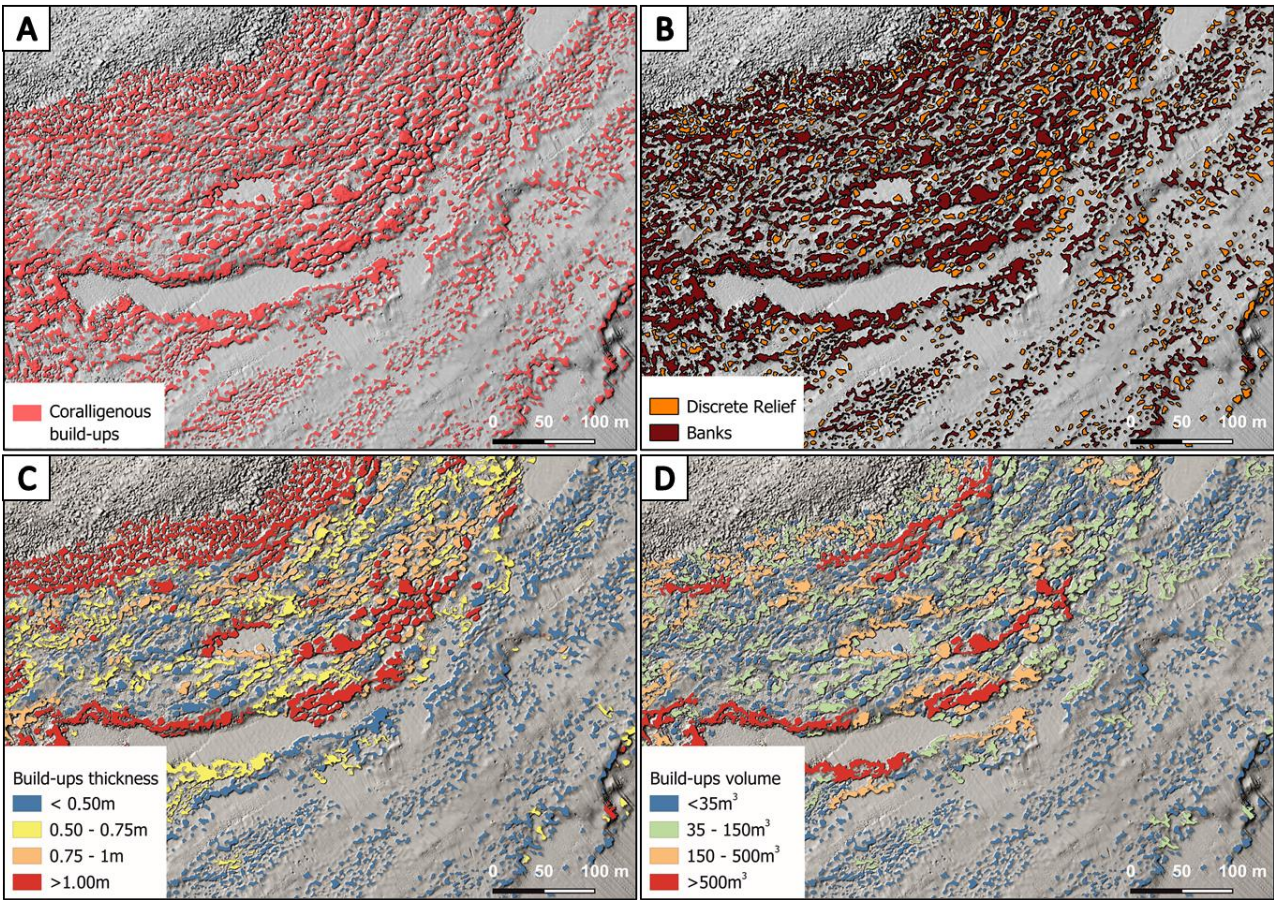 A
Coralligenous
build-ups
0 50 100 m
B
Discrete Relief
Banks
0 50 100 m
C
Build-ups thickness
< 0.50m
0.50 - 0.75m
0.75 - 1m
>1.00m
0 50 100 m
D
Build-ups volume
<35m³
35 - 150m³
150 - 500m³
>500m³
0 50 100 m